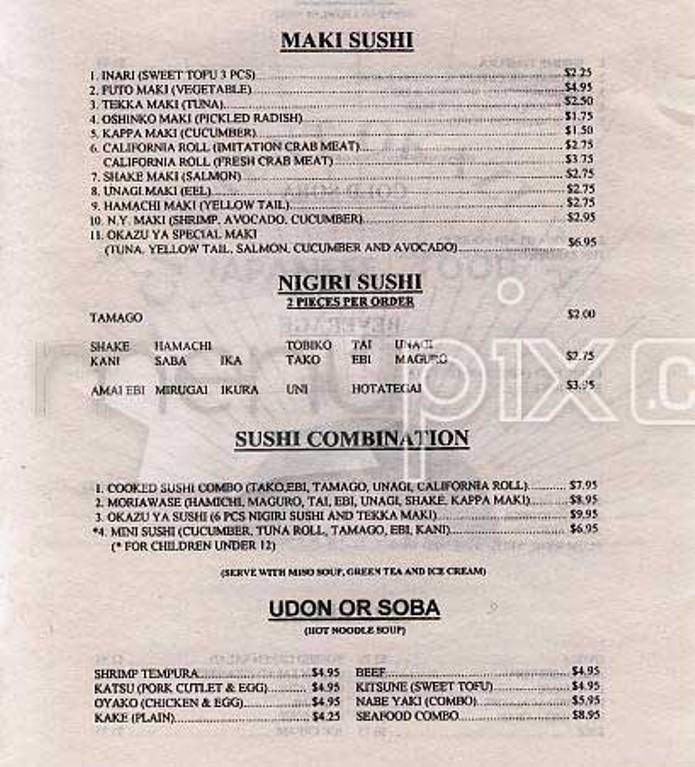 MAKI SUSHI
1. INARI (SWEET TOFU 3 PCS) $2.25
2. FUTO MAKI (VEGETABLE) $4.95
3. TEKKA MAKI (TUNA) $2.50
4. OSHINKO MAKI (PICKLED RADISH) $1.75
5. KAPPA MAKI (CUCUMBER) $1.50
6. CALIFORNIA ROLL (IMITATION CRAB MEAT) $2.75
CALIFORNIA ROLL (FRESH CRAB MEAT) $3.75
7. SHAKE MAKI (SALMON) $2.75
8. UNAGI MAKI (EEL) $2.75
9. HAMACHI MAKI (YELLOW TAIL) $2.75
10. N.Y. MAKI (SHRIMP, AVOCADO, CUCUMBER) $2.95
11. OKAZU YA SPECIAL MAKI
(TUNA, YELLOW TAIL, SALMON, CUCUMBER AND AVOCADO) $6.95
NIGIRI SUSHI
2 PIECES PER ORDER
TAMAGO $2.00
SHAKE HAMACHI TOBIKO TAI UNAGI
KANI SABA IKA TAKO EBI MAGURO $2.75
AMAI EBI MIRUGAI IKURA UNI HOTATEGAI
SUSHI COMBINATION
1. COOKED SUSHI COMBO (TAKO,EBI, TAMAGO, UNAGI, CALIFORNIA ROLL) $7.95
2. MORIAWASE (HAMICHI, MAGURO, TAI, EBI, UNAGI, SHAKE, KAPPA MAKI) $8.95
3. OKAZU YA SUSHI (6 PCS NIGIRI SUSHI AND TEKKA MAKI) $9.95
*4. MINI SUSHI (CUCUMBER, TUNA ROLL, TAMAGO, EBI, KANI) $6.95
(* FOR CHILDREN UNDER 12)
(SERVE WITH MISO SOUP, GREEN TEA AND ICE CREAM)
UDON OR SOBA
(HOT NOODLE SOUP)
SHRIMP TEMPURA $4.95 BEEF $4.95
KATSU (PORK CUTLET & EGG) $4.95 KITSUNE (SWEET TOFU) $4.95
OYAKO (CHICKEN & EGG) $4.95 NABE YAKI (COMBO) $5.95
KAKE (PLAIN) $4.25 SEAFOOD COMBO $8.95
menupix.c